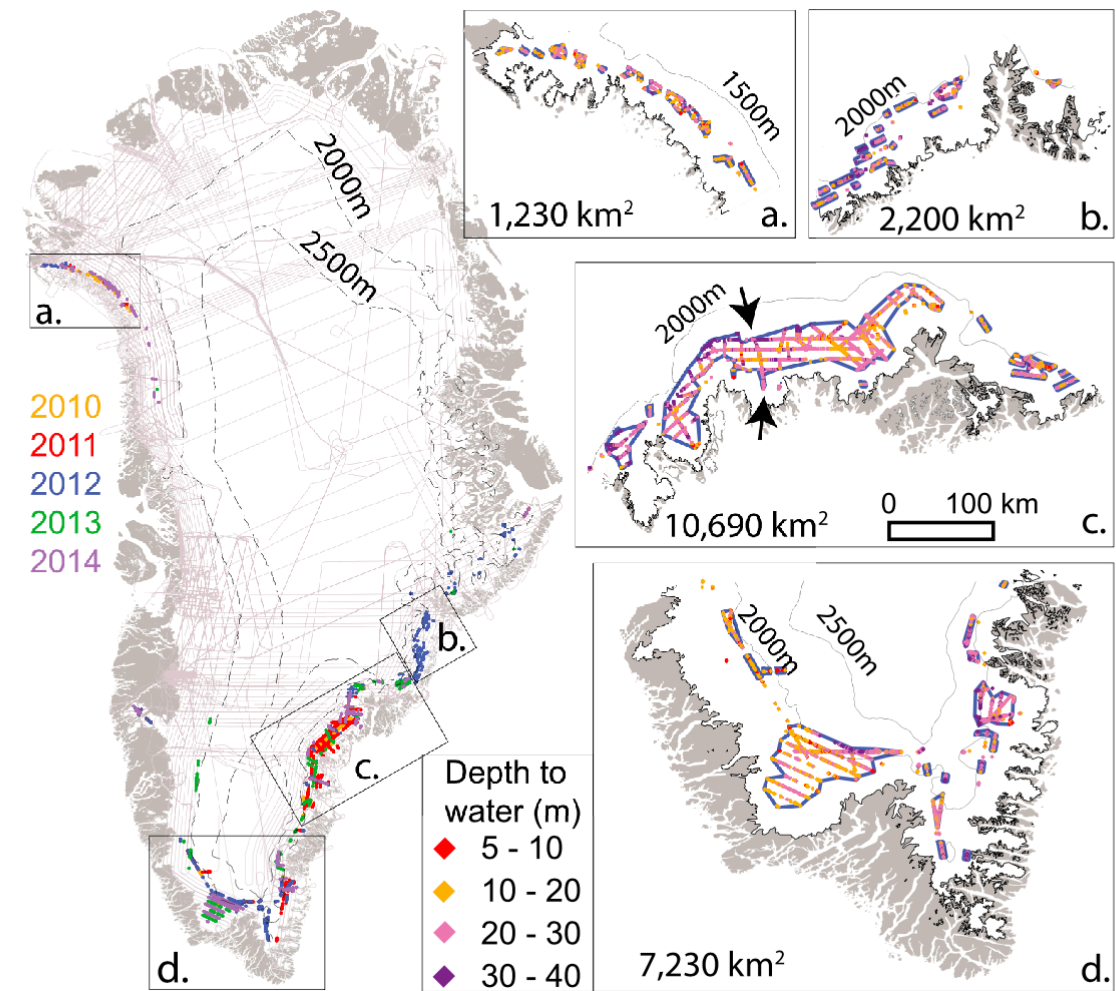 2000m
2500m
a.
2010
2011
2012
2013
2014
b.
c.
d.
1500m
1,230 km²
a.
2000m
2,200 km²
b.
2000m
0 100 km
10,690 km²
c.
Depth to
water (m)
5 - 10
10 - 20
20 - 30
30 - 40
2000m
2500m
7,230 km²
d.